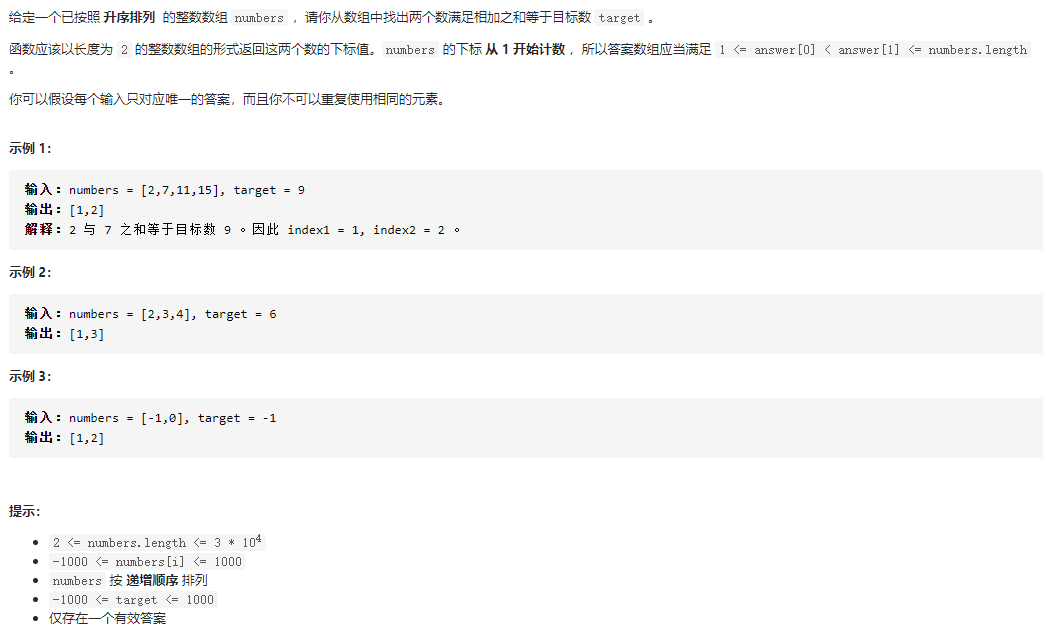 给定一个已按照 升序排列 的整数数组 numbers ，请你从数组中找出两个数满足相加之和等于目标数 target 。
函数应该以长度为 2 的整数数组的形式返回这两个数的下标值。numbers 的下标 从 1 开始计数 ，所以答案数组应当满足 1 <= answer[0] < answer[1] <= numbers.length
。
你可以假设每个输入只对应唯一的答案，而且你不可以重复使用相同的元素。
示例 1：
输入：numbers = [2,7,11,15], target = 9
输出：[1,2]
解释：2 与 7 之和等于目标数 9 。因此 index1 = 1, index2 = 2 。
示例 2：
输入：numbers = [2,3,4], target = 6
输出：[1,3]
示例 3：
输入：numbers = [-1,0], target = -1
输出：[1,2]
提示：
• 2 <= numbers.length <= 3 * 10⁴
• -1000 <= numbers[i] <= 1000
• numbers 按 递增顺序 排列
• -1000 <= target <= 1000
• 仅存在一个有效答案